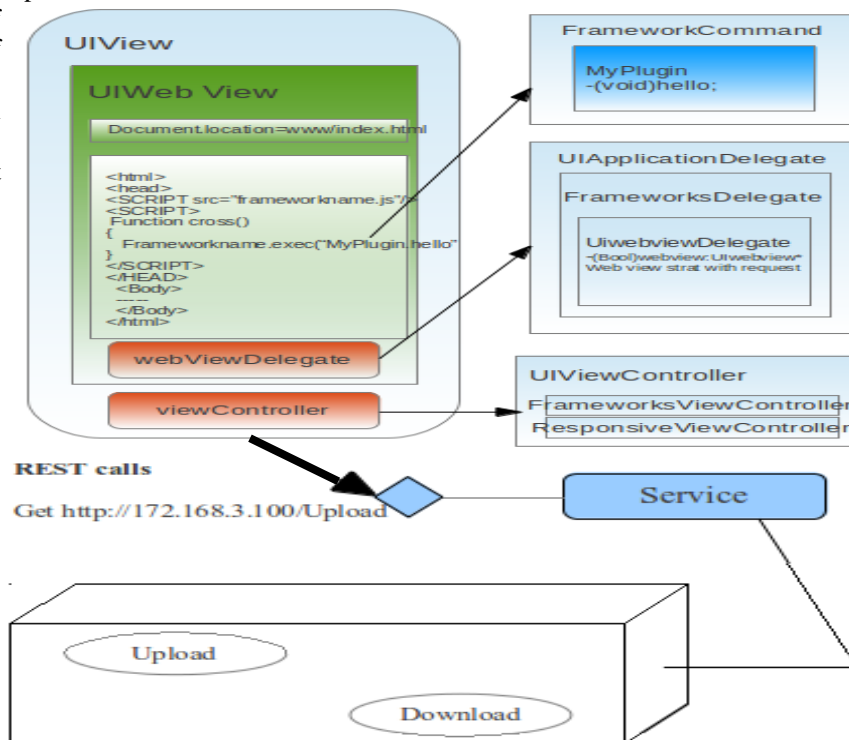 UIView
UIWeb View
Document.location=www/index.html
<html>
<head>
<SCRIPT src="frameworkname.js"/>
<SCRIPT>
Function cross()
{
Frameworkname.exec("MyPlugin.hello"
}
</SCRIPT>
</HEAD>
<Body>
-----
</Body>
</html>
webViewDelegate
viewController
FrameworkCommand
MyPlugin
-(void)hello;
UIApplicationDelegate
FrameworksDelegate
UiwebviewDelegate
-(Bool)webview:UIwebview*
Web view strat with request
UIViewController
FrameworksViewController
ResponsiveViewController
REST calls
Get http://172.168.3.100/Upload
Service
Upload
Download